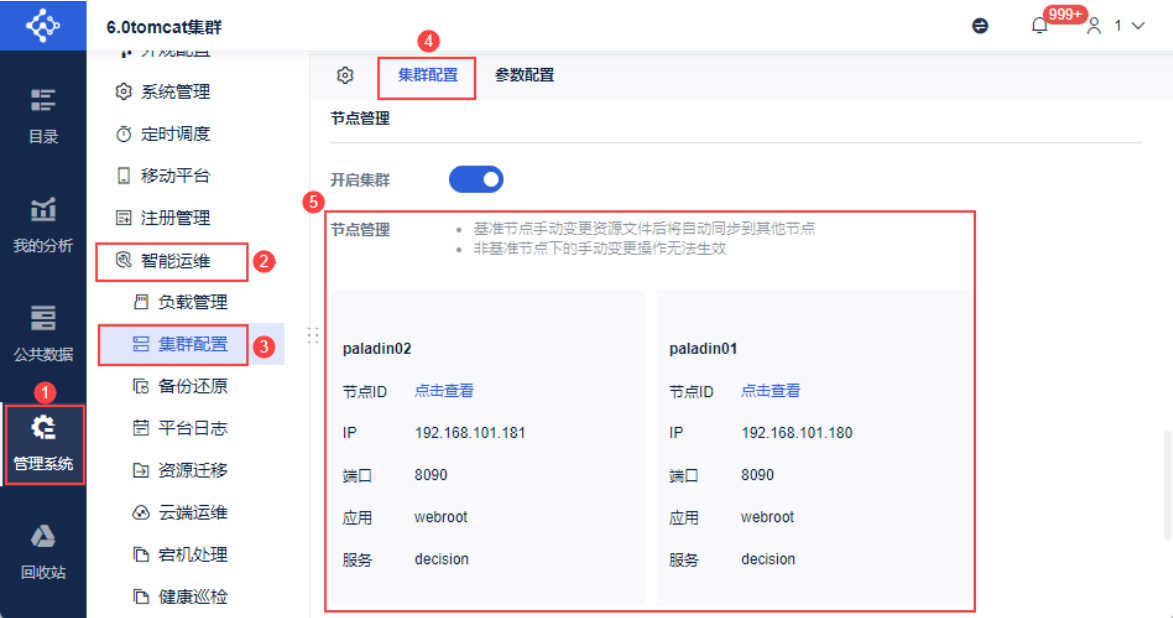 6.0tomcat集群
999+
1
目录
我的分析
公共数据
1
管理系统
回收站
外观配置
系统管理
定时调度
移动平台
注册管理
智能运维
2
负载管理
集群配置
3
备份还原
平台日志
资源迁移
云端运维
宕机处理
健康巡检
4
集群配置 参数配置
节点管理
开启集群
5
节点管理
• 基准节点手动变更资源文件后将自动同步到其他节点
• 非基准节点下的手动变更操作无法生效
paladin02
节点ID 点击查看
IP 192.168.101.181
端口 8090
应用 webroot
服务 decision
paladin01
节点ID 点击查看
IP 192.168.101.180
端口 8090
应用 webroot
服务 decision